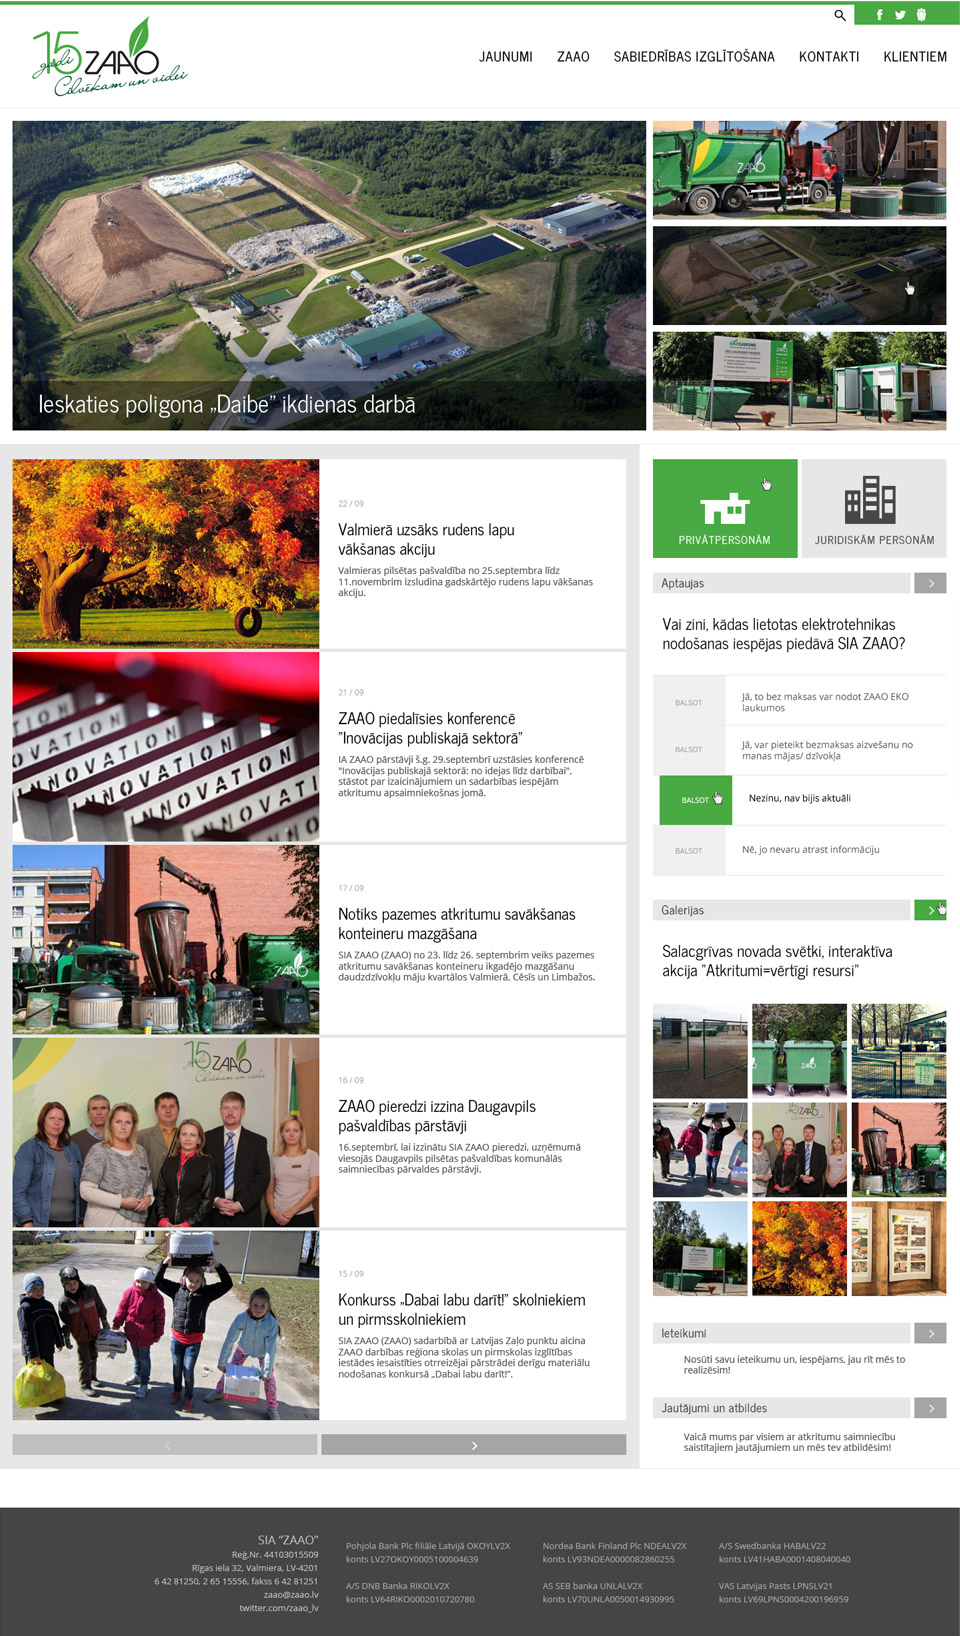 15 gadi ZAAO
Cilvēkam un videi
JAUNUMI ZAAO SABIEDRĪBAS IZGLĪTOŠANA KONTAKTI KLIENTIEM
ZAAO
Ieskaties poligona „Daibe” ikdienas darbā
22 / 09
Valmierā uzsāks rudens lapu
vākšanas akciju
Valmieras pilsētas pašvaldība no 25.septembra līdz
11.novembrim izsludina gadskārtējo rudens lapu vākšanas
akciju.
INNOVATION
INNOVATION
INNOVATION
21 / 09
ZAAO piedalīsies konferencē
"Inovācijas publiskajā sektorā"
IA ZAAO pārstāvji š.g. 29.septembrī uzstāsies konferencē
"Inovācijas publiskajā sektorā: no idejas līdz darbībai",
stāstot par izaicinājumiem un sadarbības iespējām
atkritumu apsaimniekošnas jomā.
ZAAO
17 / 09
Notiks pazemes atkritumu savākšanas
konteineru mazgāšana
SIA ZAAO (ZAAO) no 23. līdz 26. septembrim veiks pazemes
atkritumu savākšanas konteineru ikgadējo mazgāšanu
daudzdzīvokļu māju kvartālos Valmierā, Cēsīs un Limbažos.
15 gadi ZAAO
Cilvēkam un videi
16 / 09
ZAAO pieredzi izzina Daugavpils
pašvaldības pārstāvji
16.septembrī, lai izzinātu SIA ZAAO pieredzi, uzņēmumā
viesojās Daugavpils pilsētas pašvaldības komunālās
saimniecības pārvaldes pārstāvji.
15 / 09
Konkurss „Dabai labu darīt!” skolniekiem
un pirmsskolniekiem
SIA ZAAO (ZAAO) sadarbībā ar Latvijas Zaļo punktu aicina
ZAAO darbības reģiona skolas un pirmskolas izglītības
iestādes iesaistīties otrreizējai pārstrādei derīgu materiālu
nodošanas konkursā „Dabai labu darīt!”.
PRIVĀTPERSONĀM JURIDISKĀM PERSONĀM
Aptaujas
Vai zini, kādas lietotas elektrotehnikas
nodošanas iespējas piedāvā SIA ZAAO?
BALSOT Jā, to bez maksas var nodot ZAAO EKO
laukumos
BALSOT Jā, var pieteikt bezmaksas aizvešanu no
manas mājas/ dzīvokļa
BALSOT Nezinu, nav bijis aktuāli
BALSOT Nē, jo nevaru atrast informāciju
Galerijas
Salacgrīvas novada svētki, interaktīva
akcija "Atkritumi=vērtīgi resursi"
Ieteikumi
Nosūti savu ieteikumu un, iespējams, jau rīt mēs to
realizēsim!
Jautājumi un atbildes
Vaicā mums par visiem ar atkritumu saimniecību
saistītajiem jautājumiem un mēs tev atbildēsim!
SIA "ZAAO"
Reģ.Nr. 44103015509
Rīgas iela 32, Valmiera, LV-4201
6 42 81250, 2 65 15556, fakss 6 42 81251
zaao@zaao.lv
twitter.com/zaao_lv
Pohjola Bank Plc filiāle Latvijā OKOYLV2X
konts LV27OKOY0005100004639
A/S DNB Banka RIKOLV2X
konts LV64RIKO0002010720780
Nordea Bank Finland Plc NDEALV2X
konts LV93NDEA0000082860255
AS SEB banka UNLALV2X
konts LV70UNLA0050014930995
A/S Swedbanka HABALV22
konts LV41HABA0001408040040
VAS Latvijas Pasts LPNSLV21
konts LV69LPNS0004200196959